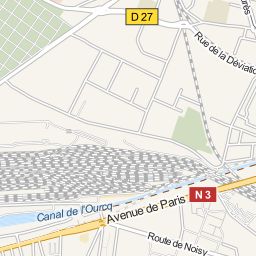 D 27
Rue de la Déviation
N 3
Canal de l'Ourcq
Avenue de Paris
Route de Noisy